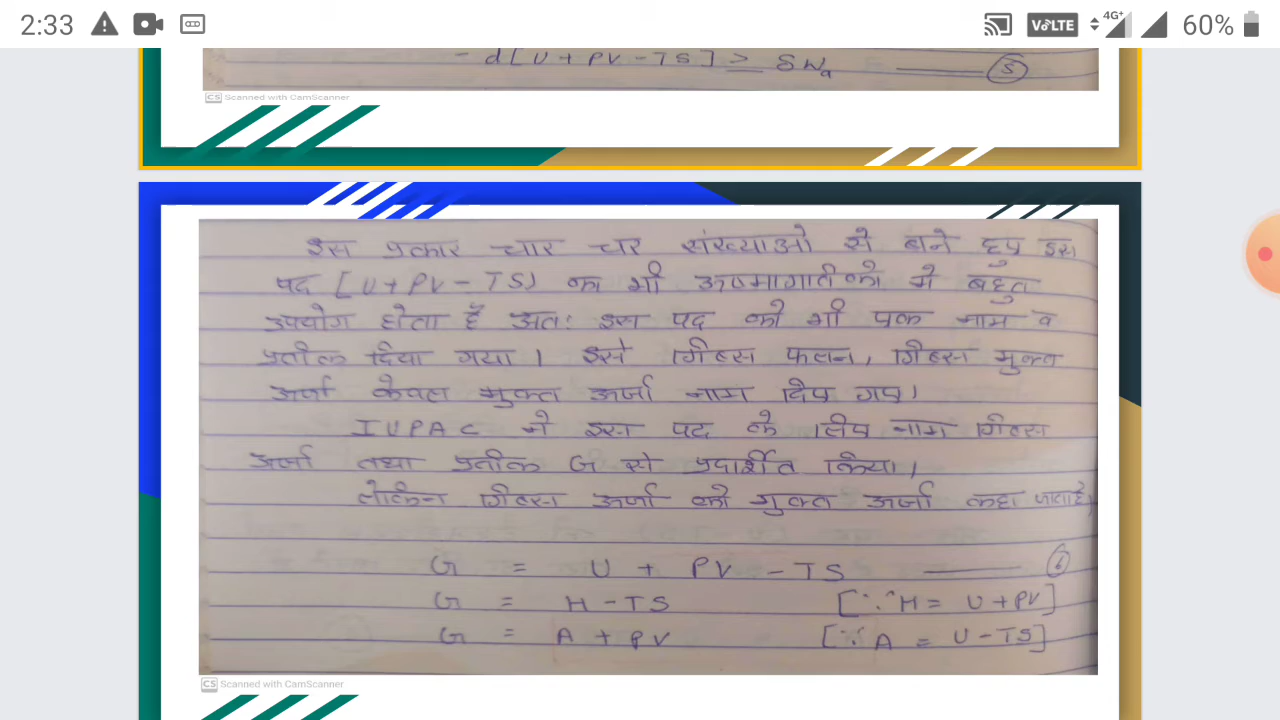 2:33 4G+ VoLTE 60%
- d[U+PV-TS] ≥ δWa ——— (5)
CS Scanned with CamScanner
इस प्रकार चार चर संख्याओ से बने हुए इस
पद [U+PV-TS) का भी ऊष्मागतिकी मे बहुत
उपयोग होता है अतः इस पद को भी एक नाम व
प्रतीक दिया गया। इसे गिब्स फलन, गिब्स मुक्त
ऊर्जा केवल मुक्त ऊर्जा नाम दिए गए।
IUPAC ने इस पद के लिए नाम गिब्स
ऊर्जा तथा प्रतीक G से प्रदार्शित किया।
लेकिन गिब्स ऊर्जा को मुक्त ऊर्जा कहा जाता है,
G = U + PV - TS ——— (6)
G = H - TS [∵ H = U + PV]
G = A + PV [∵ A = U - TS]
CS Scanned with CamScanner